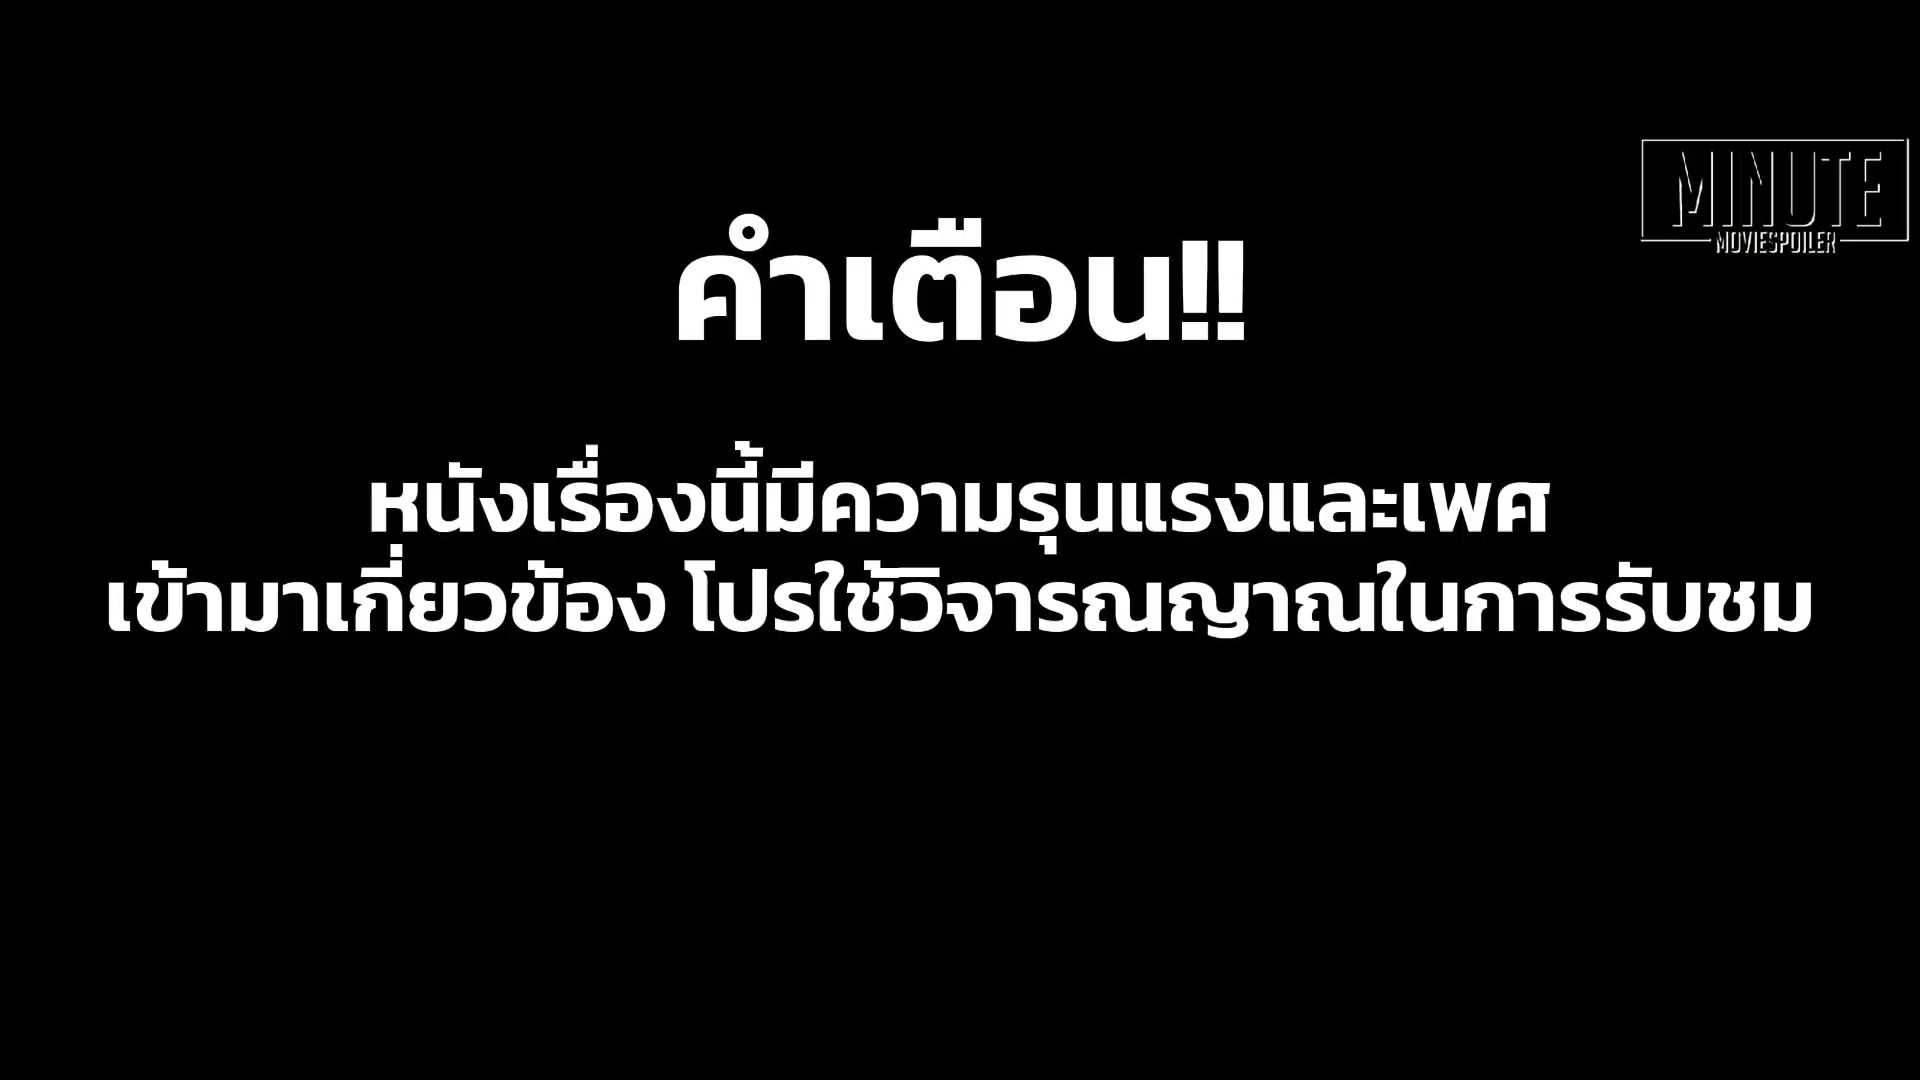 MINUTE
MOVIESPOILER
คำเตือน!!
หนังเรื่องนี้มีความรุนแรงและเพศ
เข้ามาเกี่ยวข้อง โปรใช้วิจารณญาณในการรับชม